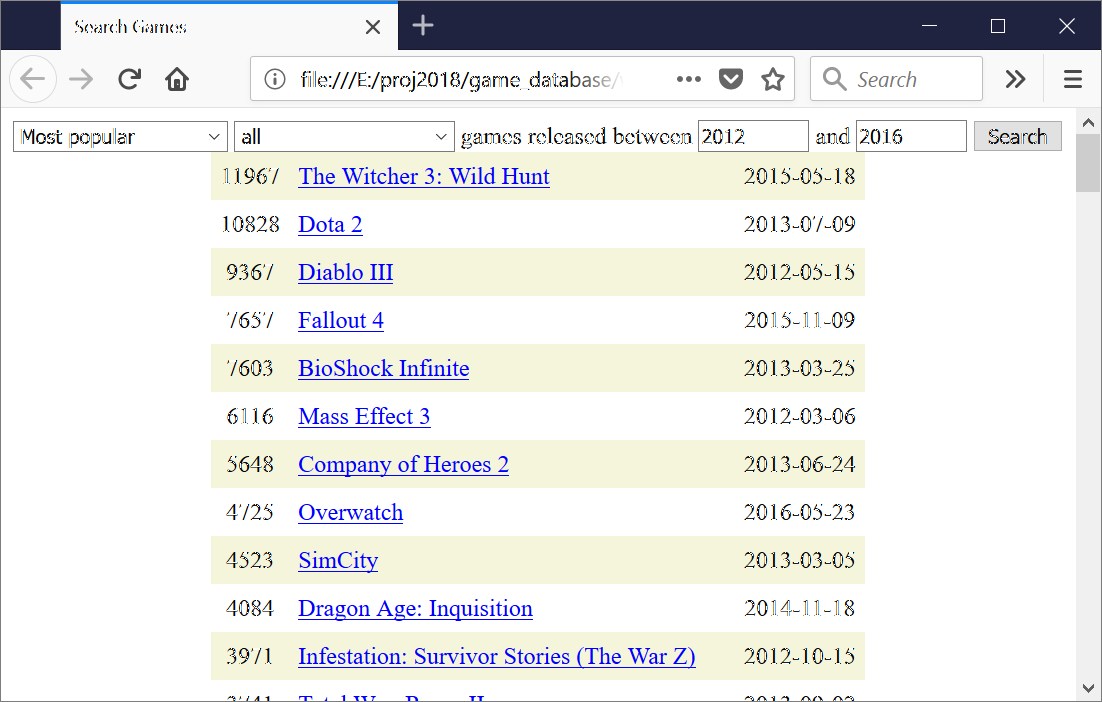 Search Games
file:///E:/proj2018/game_database/
Search
Most popular all games released between 2012 and 2016 Search
11967 The Witcher 3: Wild Hunt 2015-05-18
10828 Dota 2 2013-07-09
9367 Diablo III 2012-05-15
7657 Fallout 4 2015-11-09
7603 BioShock Infinite 2013-03-25
6116 Mass Effect 3 2012-03-06
5648 Company of Heroes 2 2013-06-24
4725 Overwatch 2016-05-23
4523 SimCity 2013-03-05
4084 Dragon Age: Inquisition 2014-11-18
3971 Infestation: Survivor Stories (The War Z) 2012-10-15